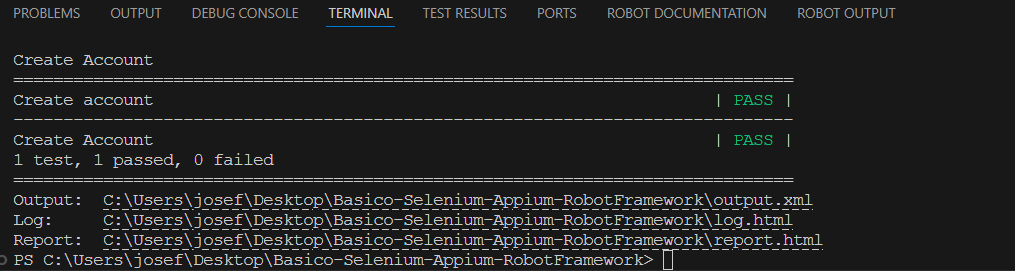 PROBLEMS OUTPUT DEBUG CONSOLE TERMINAL TEST RESULTS PORTS ROBOT DOCUMENTATION ROBOT OUTPUT
Create Account
==============================================================================
Create account | PASS |
------------------------------------------------------------------------------
Create Account | PASS |
1 test, 1 passed, 0 failed
==============================================================================
Output: C:\Users\josef\Desktop\Basico-Selenium-Appium-RobotFramework\output.xml
Log: C:\Users\josef\Desktop\Basico-Selenium-Appium-RobotFramework\log.html
Report: C:\Users\josef\Desktop\Basico-Selenium-Appium-RobotFramework\report.html
PS C:\Users\josef\Desktop\Basico-Selenium-Appium-RobotFramework>